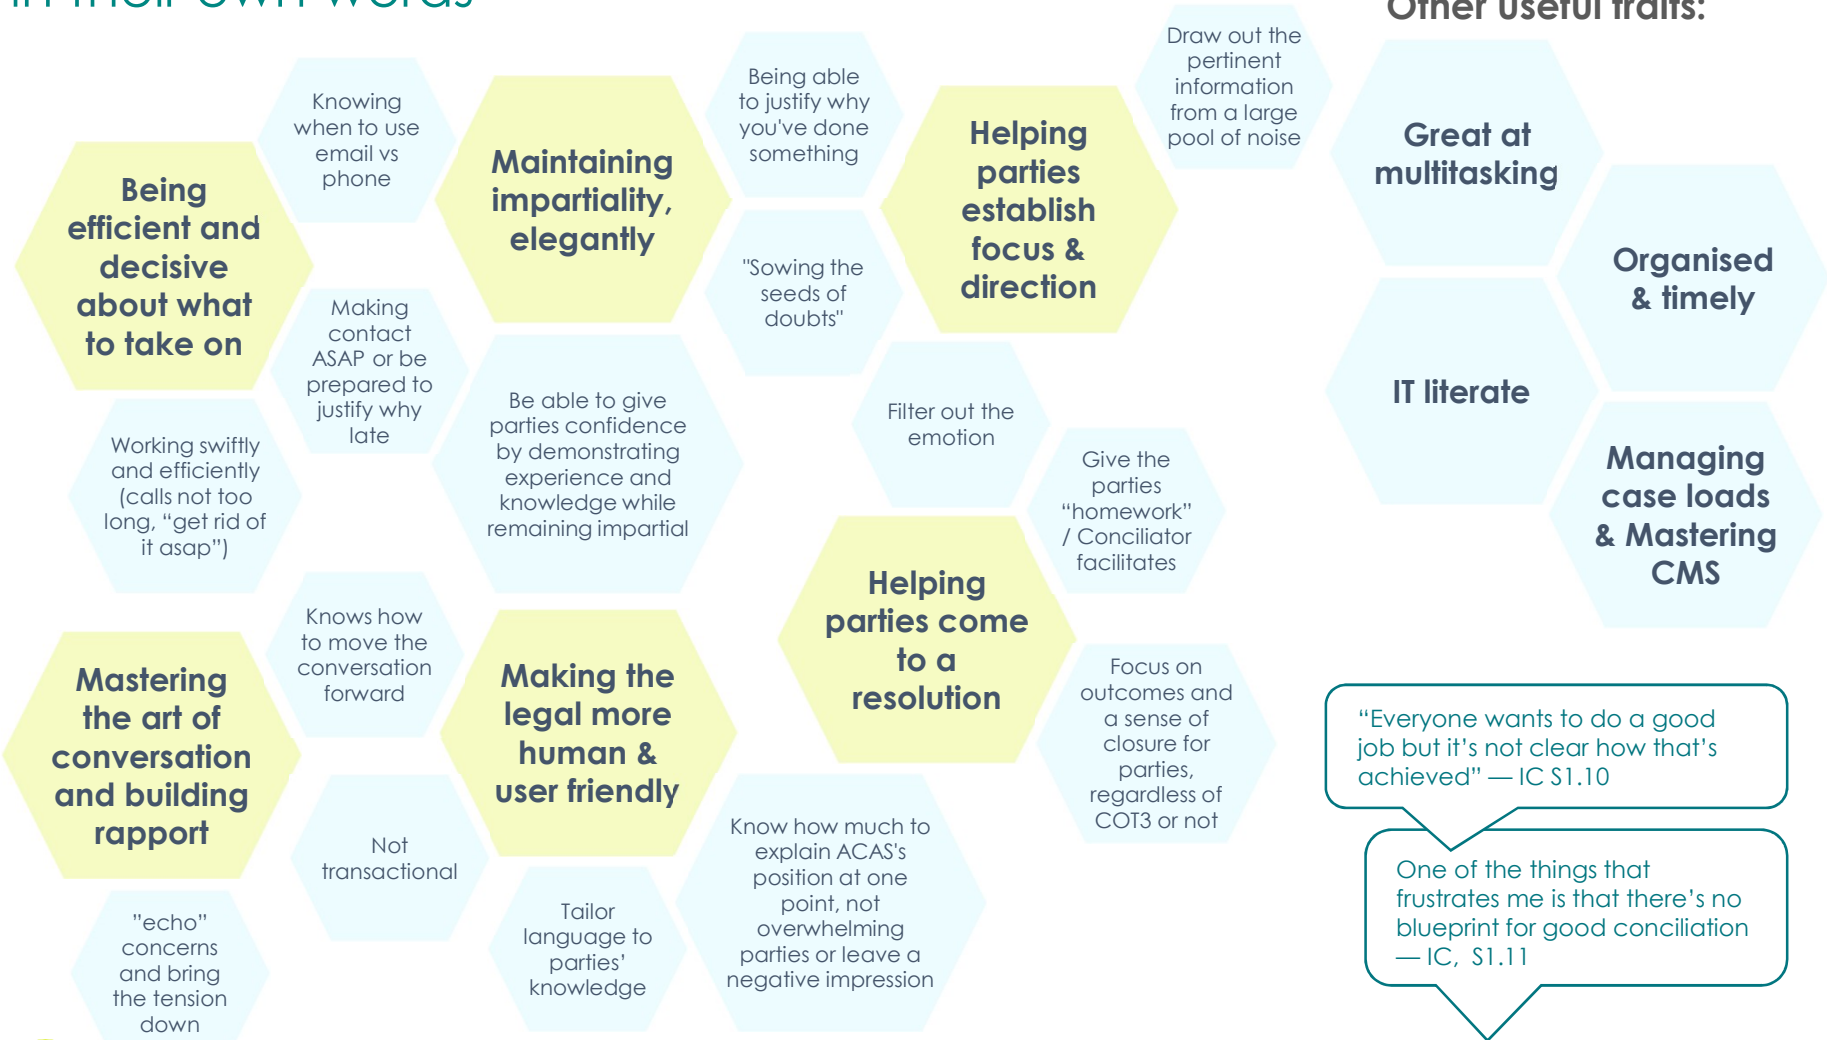 in their own words
Other useful traits:
Knowing
when to use
email vs
phone
Being
efficient and
decisive
about what
to take on
Making
contact
ASAP or be
prepared to
justify why
late
Working swiftly
and efficiently
(calls not too
long, “get rid of
it asap”)
Maintaining
impartiality,
elegantly
Being able
to justify why
you've done
something
"Sowing the
seeds of
doubts"
Be able to give
parties confidence
by demonstrating
experience and
knowledge while
remaining impartial
Helping
parties
establish
focus &
direction
Draw out the
pertinent
information
from a large
pool of noise
Filter out the
emotion
Give the
parties
“homework”
/ Conciliator
facilitates
Helping
parties come
to a
resolution
Focus on
outcomes and
a sense of
closure for
parties,
regardless of
COT3 or not
Mastering
the art of
conversation
and building
rapport
Knows how
to move the
conversation
forward
Not
transactional
”echo”
concerns
and bring
the tension
down
Making the
legal more
human &
user friendly
Tailor
language to
parties’
knowledge
Know how much to
explain ACAS's
position at one
point, not
overwhelming
parties or leave a
negative impression
Great at
multitasking
Organised
& timely
IT literate
Managing
case loads
& Mastering
CMS
“Everyone wants to do a good
job but it’s not clear how that’s
achieved” — IC S1.10
One of the things that
frustrates me is that there’s no
blueprint for good conciliation
— IC, S1.11